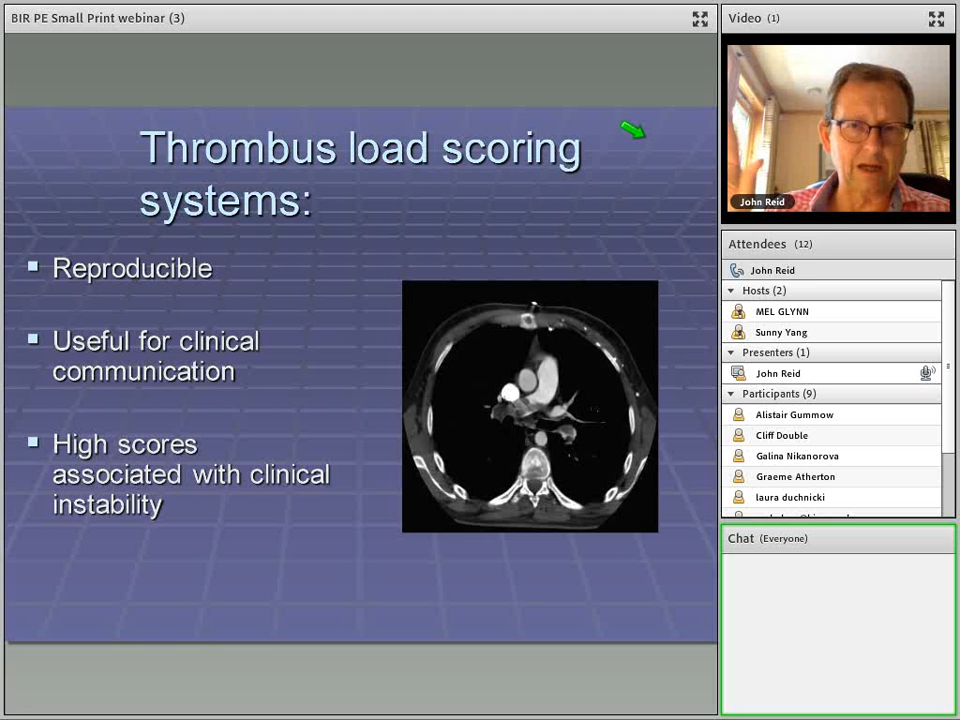 BIR PE Small Print webinar (3)
Thrombus load scoring
systems:
Reproducible
Useful for clinical
communication
High scores
associated with clinical
instability
Video (1)
John Reid
Attendees (12)
John Reid
Hosts (2)
MEL GLYNN
Sunny Yang
Presenters (1)
John Reid
Participants (9)
Alistair Gummow
Cliff Double
Galina Nikanorova
Graeme Atherton
laura duchnicki
Chat (Everyone)